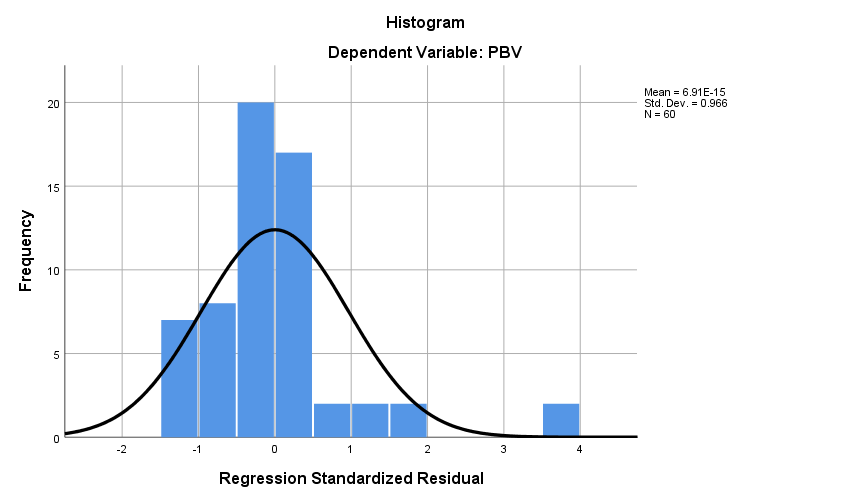 Histogram
Dependent Variable: PBV
Mean = 6.91E-15
Std. Dev. = 0.966
N = 60
Frequency
20
15
10
5
0
-2 -1 0 1 2 3 4
Regression Standardized Residual